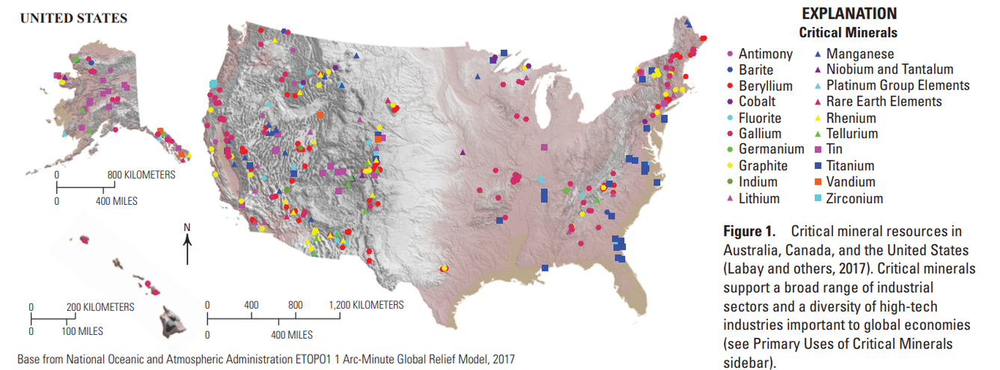 UNITED STATES
0 800 KILOMETERS
0 400 MILES
N
0 200 KILOMETERS
0 100 MILES
0 400 800 1,200 KILOMETERS
0 400 MILES
Base from National Oceanic and Atmospheric Administration ETOPO1 1 Arc-Minute Global Relief Model, 2017
EXPLANATION
Critical Minerals
Antimony
Barite
Beryllium
Cobalt
Fluorite
Gallium
Germanium
Graphite
Indium
Lithium
Manganese
Niobium and Tantalum
Platinum Group Elements
Rare Earth Elements
Rhenium
Tellurium
Tin
Titanium
Vandium
Zirconium
Figure 1. Critical mineral resources in
Australia, Canada, and the United States
(Labay and others, 2017). Critical minerals
support a broad range of industrial
sectors and a diversity of high-tech
industries important to global economies
(see Primary Uses of Critical Minerals
sidebar).